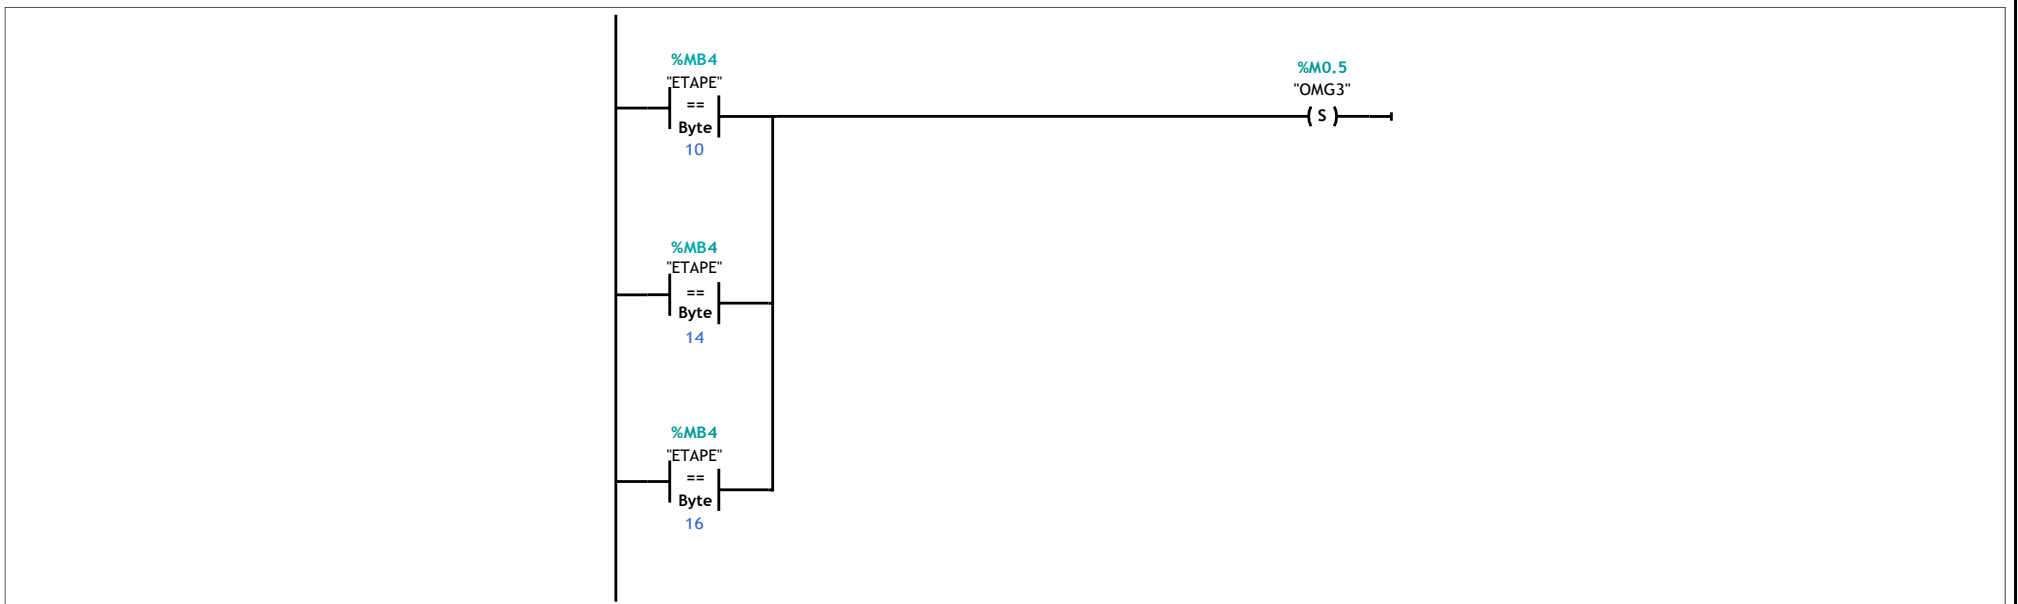 %MB4
"ETAPE"
==
Byte
10
%M0.5
"OMG3"
( S )
%MB4
"ETAPE"
==
Byte
14
%MB4
"ETAPE"
==
Byte
16